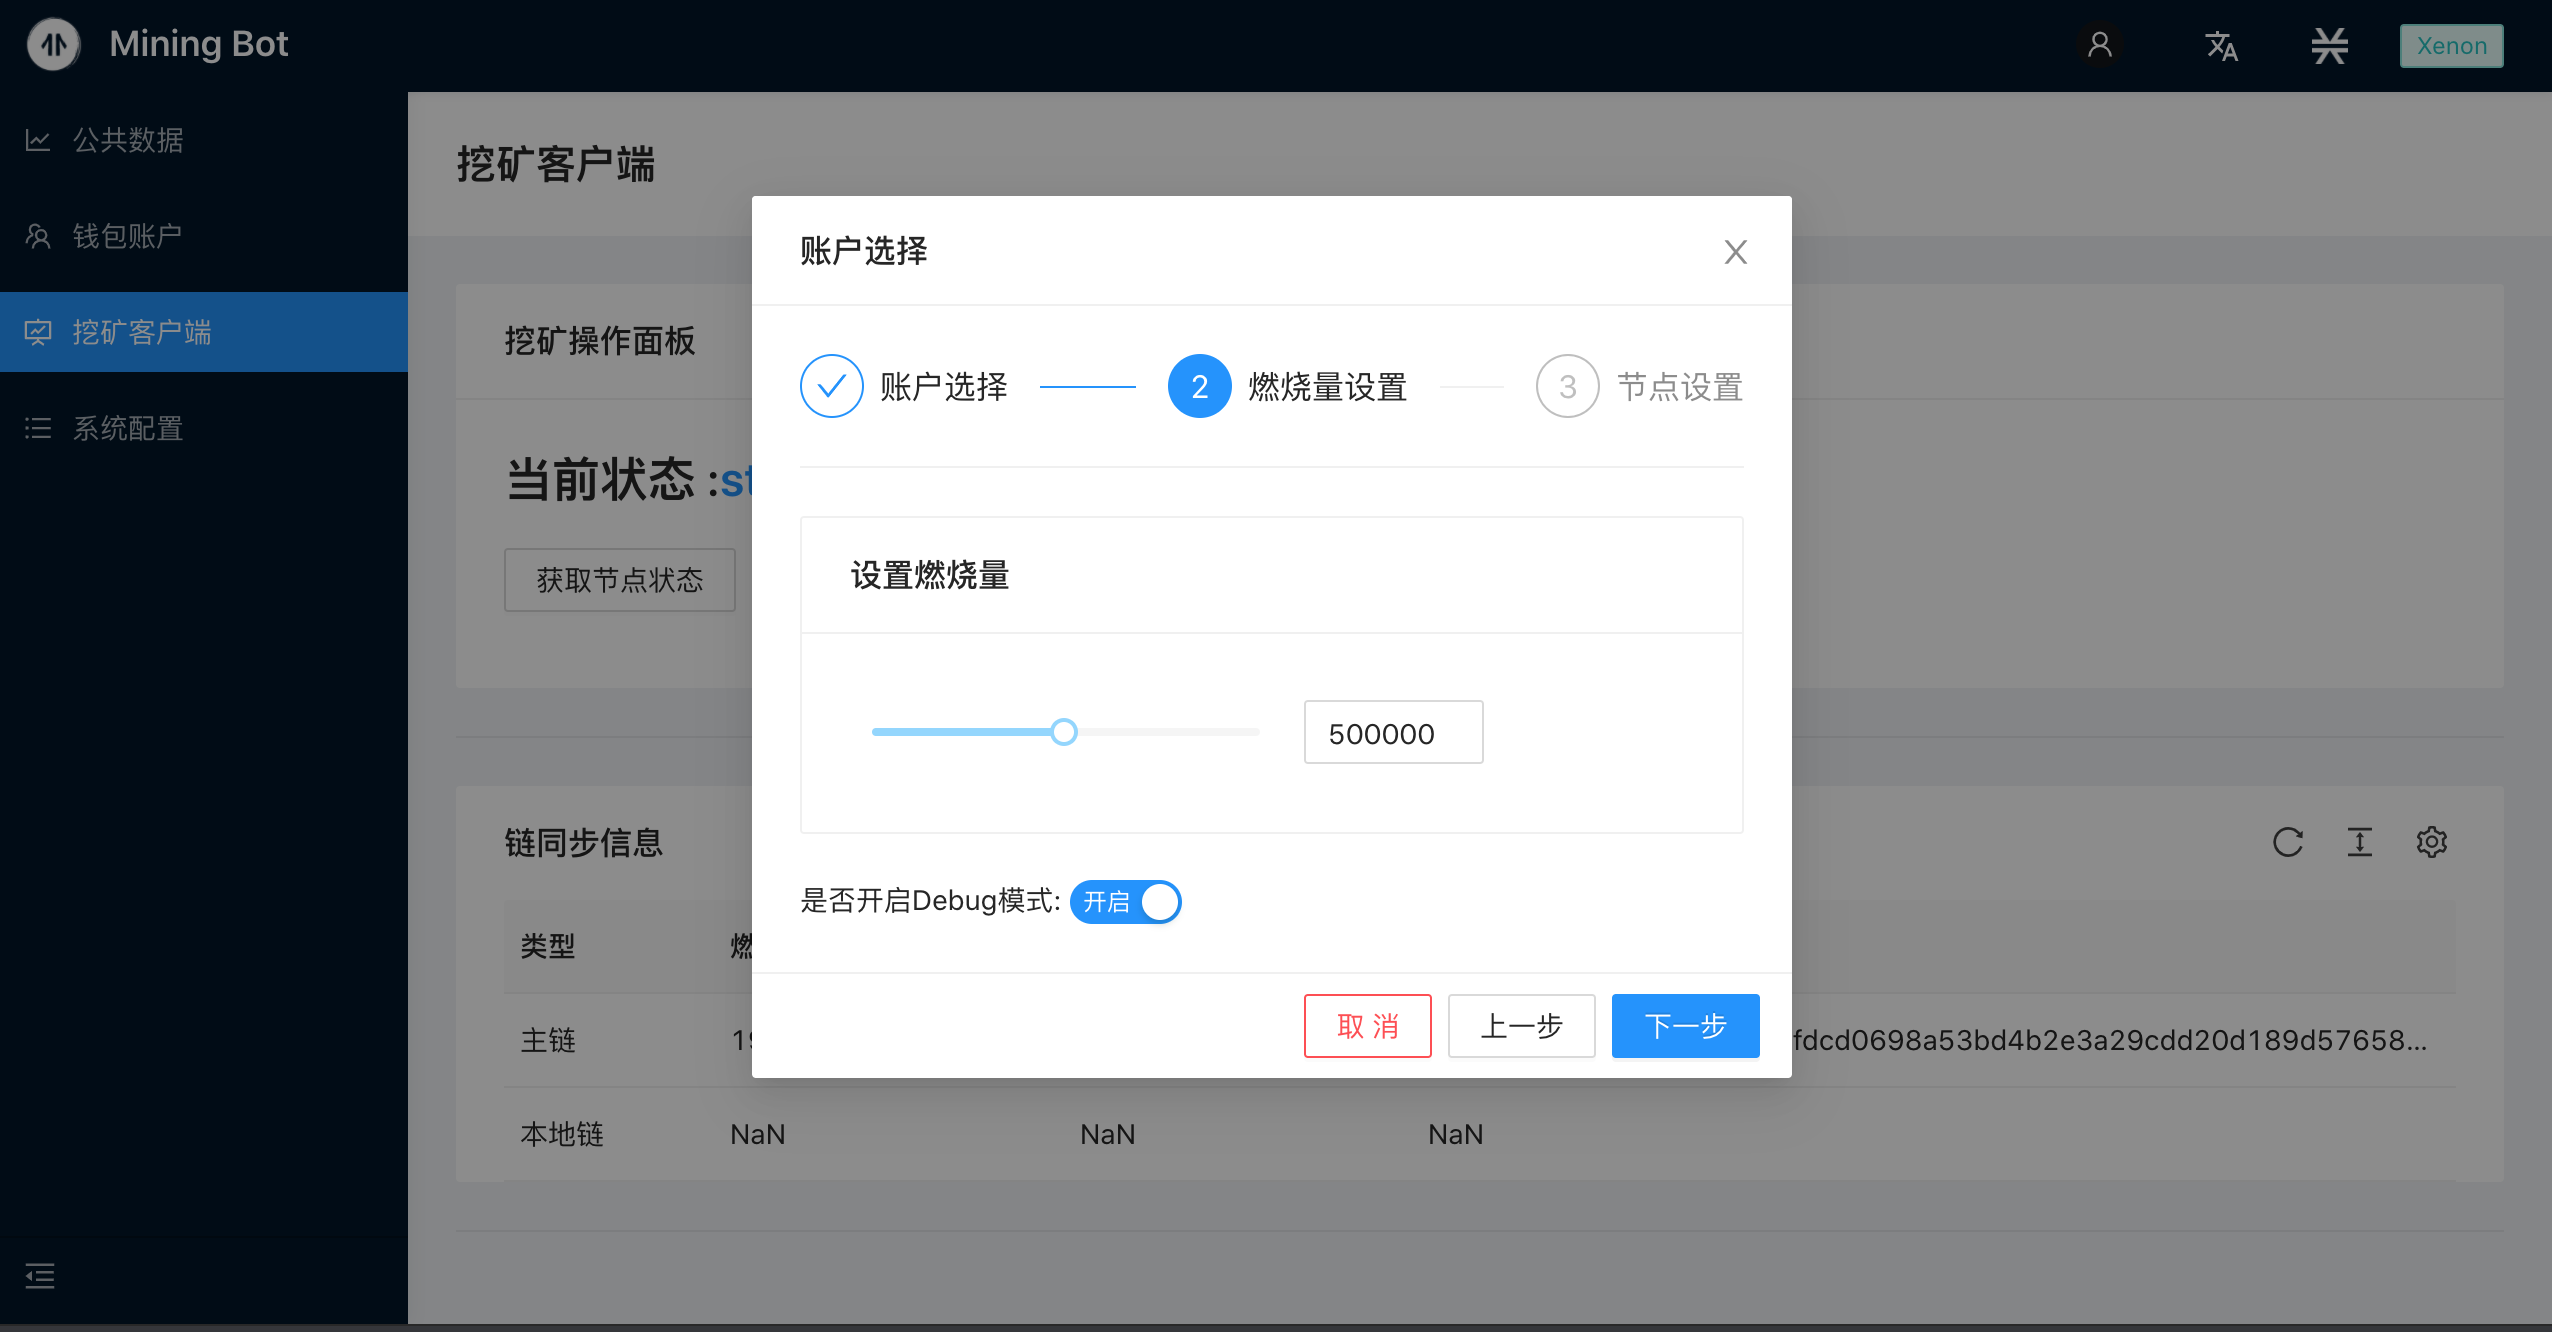 Mining Bot
Xenon
公共数据
钱包账户
挖矿客户端
系统配置
挖矿客户端
挖矿操作面板
当前状态 :st
获取节点状态
账户选择
账户选择
2 燃烧量设置
3 节点设置
设置燃烧量
500000
是否开启Debug模式: 开启
取 消
上一步
下一步
链同步信息
类型
主链 fdcd0698a53bd4b2e3a29cdd20d189d57658...
本地链 NaN NaN NaN